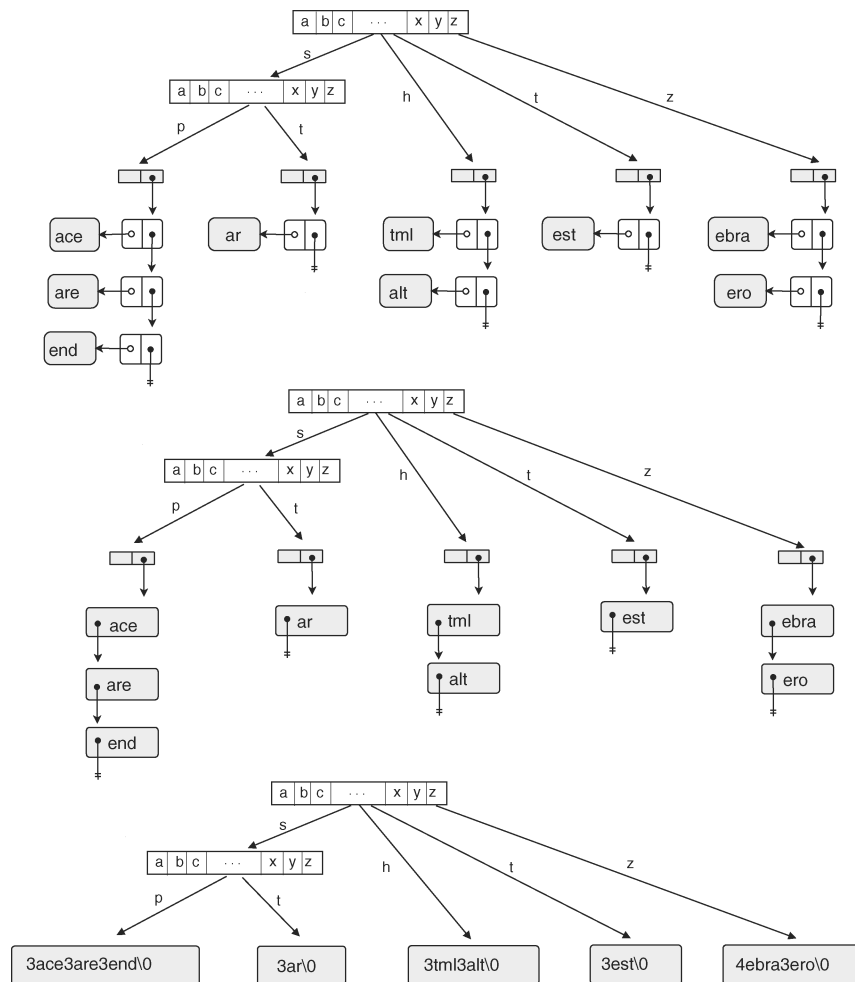 a b c ... x y z
s
a b c ... x y z
h t z
p t
ace ar tml est ebra
are alt ero
end
a b c ... x y z
s
a b c ... x y z
h t z
p t
ace ar tml est ebra
are alt ero
end
a b c ... x y z
s
a b c ... x y z
h t z
p t
3ace3are3end\0 3ar\0 3tml3alt\0 3est\0 4ebra3ero\0